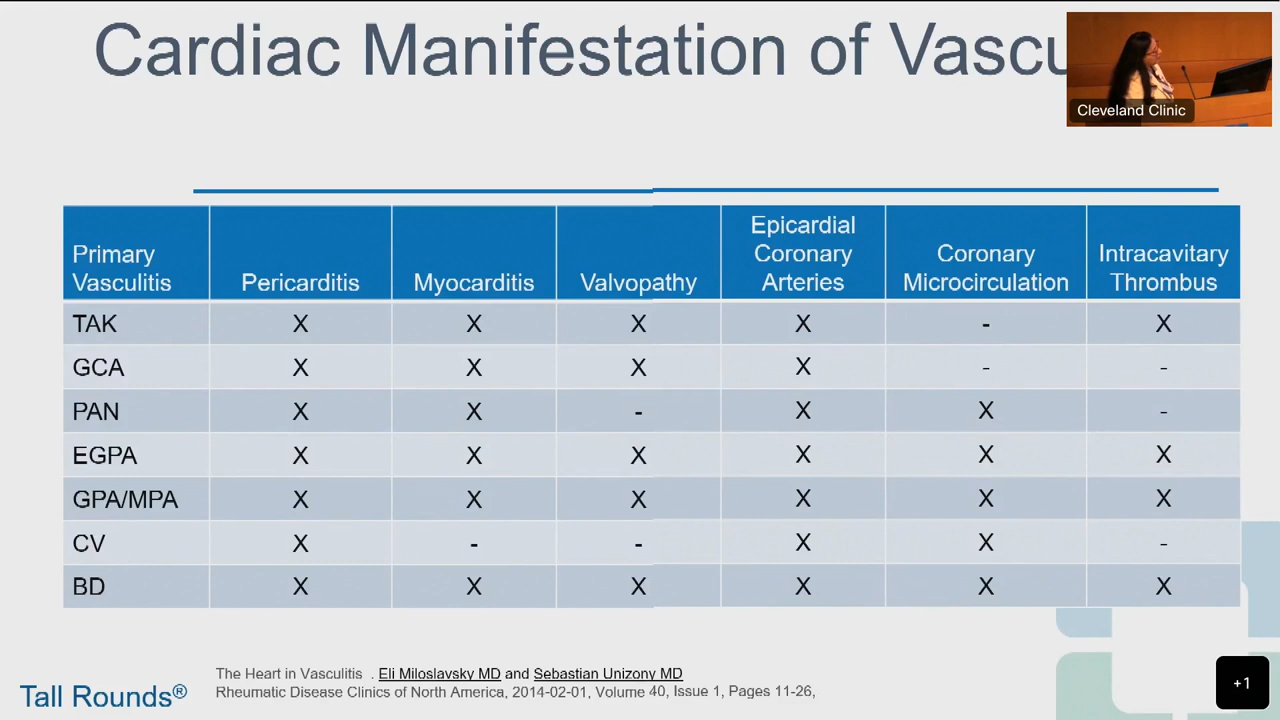 Cardiac Manifestation of Vascu
Cleveland Clinic
Primary Vasculitis Pericarditis Myocarditis Valvopathy Epicardial Coronary Arteries Coronary Microcirculation Intracavitary Thrombus
TAK X X X X - X
GCA X X X X - -
PAN X X - X X -
EGPA X X X X X X
GPA/MPA X X X X X X
CV X - - X X -
BD X X X X X X
The Heart in Vasculitis . Eli Miloslavsky MD and Sebastian Unizony MD
Rheumatic Disease Clinics of North America, 2014-02-01, Volume 40, Issue 1, Pages 11-26,
Tall Rounds®
+1